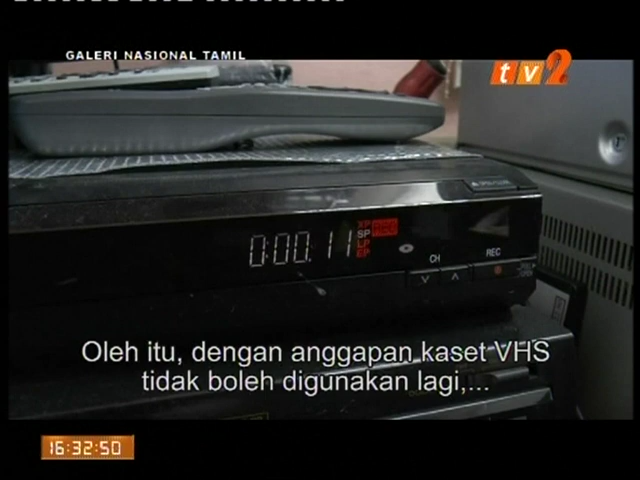 GALERI NASIONAL TAMIL
tv2
0:00.11
XP
SP REC
LP
EP
CH
REC
Oleh itu, dengan anggapan kaset VHS
tidak boleh digunakan lagi,...
16:32:50